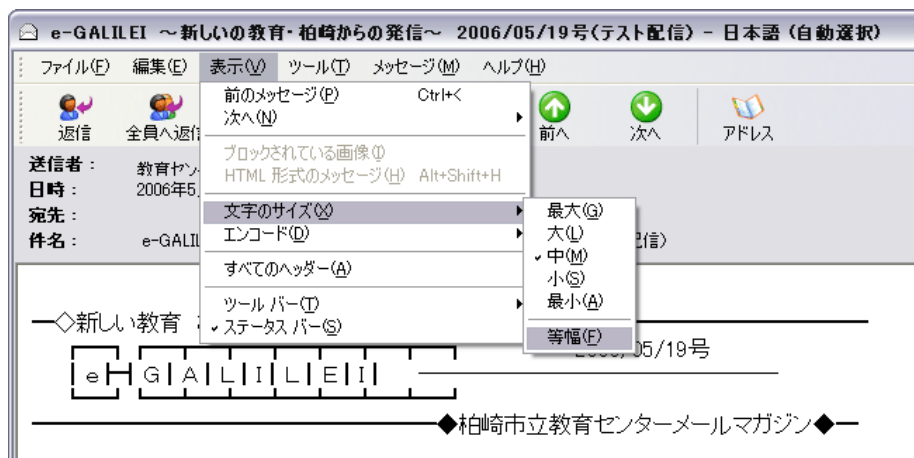 e-GALILEI ～新しいの教育・柏崎からの発信～ 2006/05/19号(テスト配信) - 日本語 (自動選択)
ファイル(F) 編集(E) 表示(V) ツール(T) メッセージ(M) ヘルプ(H)
返信 全員へ返信 前へ 次へ アドレス
前のメッセージ(P) Ctrl+<
次へ(N)
ブロックされている画像(I)
HTML 形式のメッセージ(H) Alt+Shift+H
文字のサイズ(X)
エンコード(D)
すべてのヘッダー(A)
ツール バー(T)
ステータス バー(S)
最大(G)
大(L)
中(M)
小(S)
最小(A)
等幅(F)
送信者：
教育セン
日時：
2006年5
宛先：
件名：
e-GALIL
信)
◇新しい教育
/05/19号
e-GALILEI
◆柏崎市立教育センターメールマガジン◆